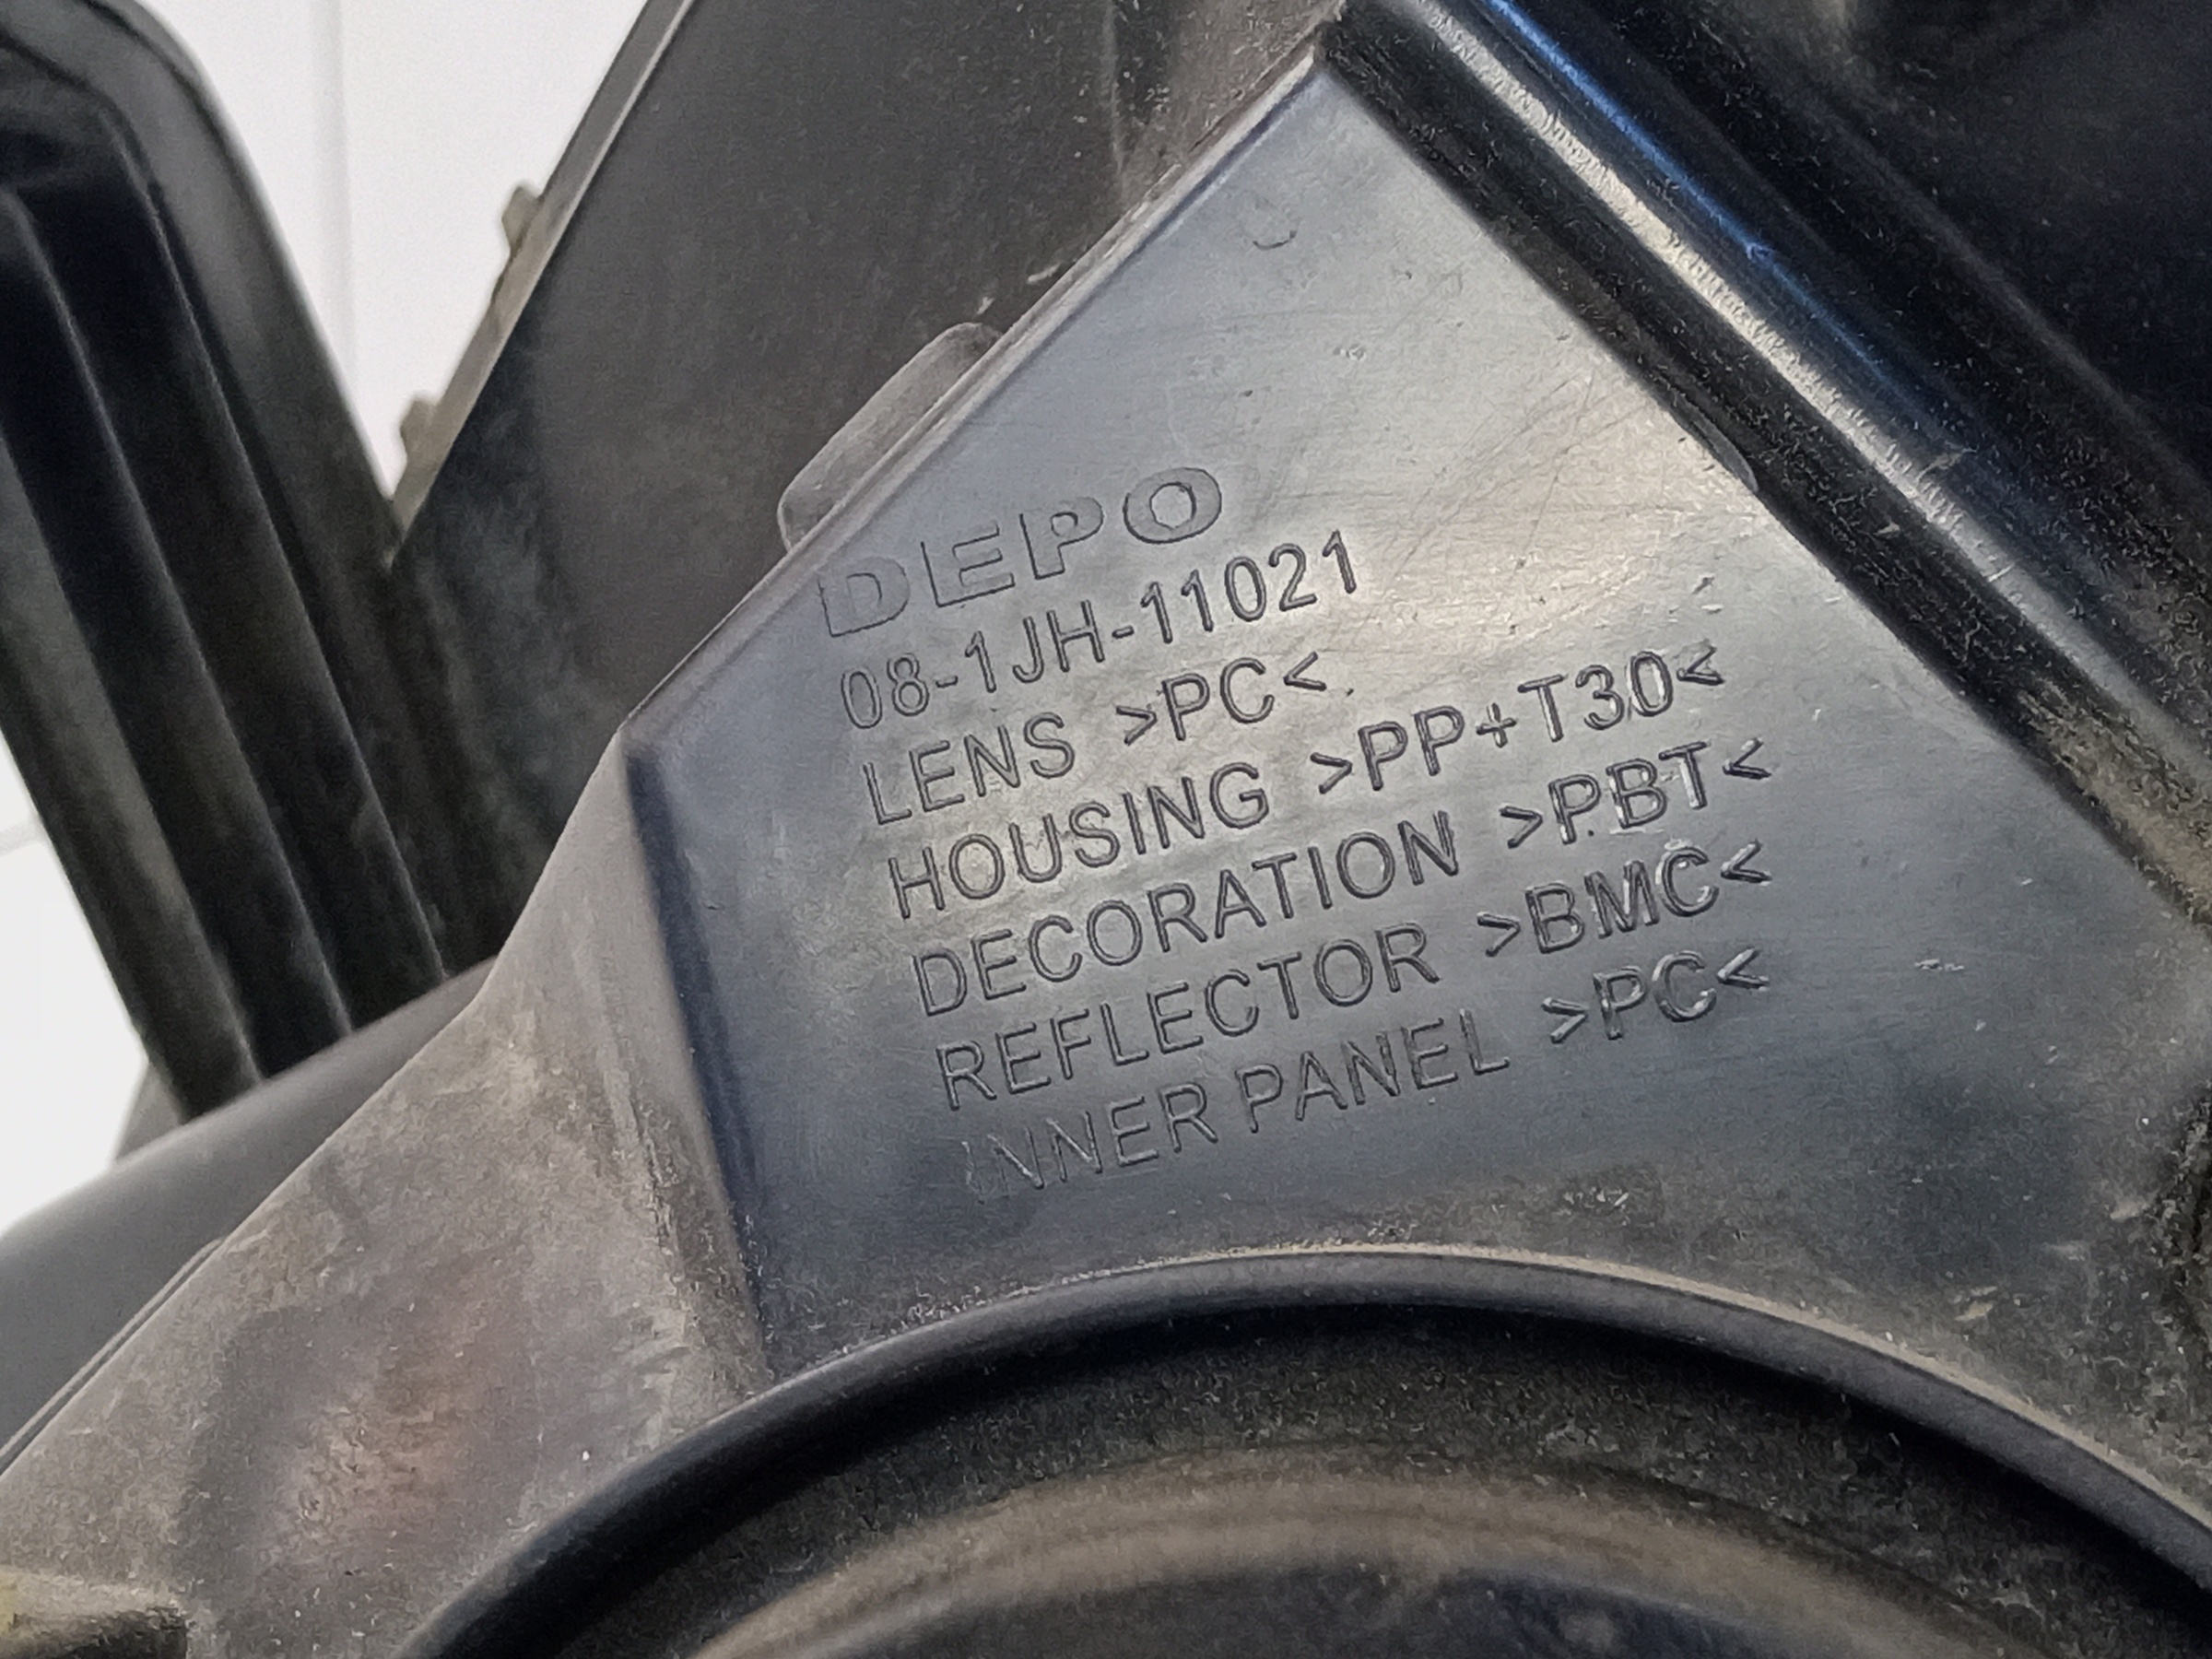 DEPO
08-1JH-11021
LENS >PC<
HOUSING >PP+T30<
DECORATION >PBT<
REFLECTOR >BMC<
INNER PANEL >PC<